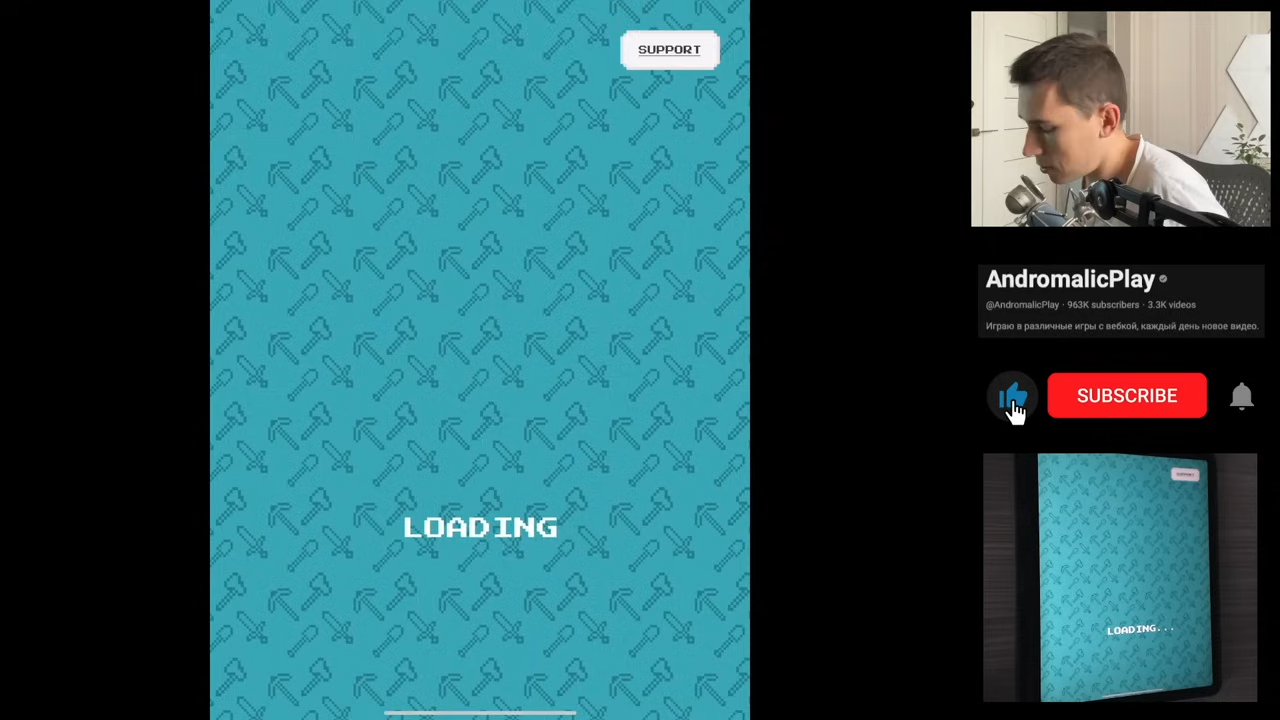 SUPPORT
LOADING
AndromalicPlay
@AndromalicPlay · 963K subscribers · 3.3K videos
Играю в различные игры с вебкой, каждый день новое видео.
SUBSCRIBE
SUPPORT
LOADING...